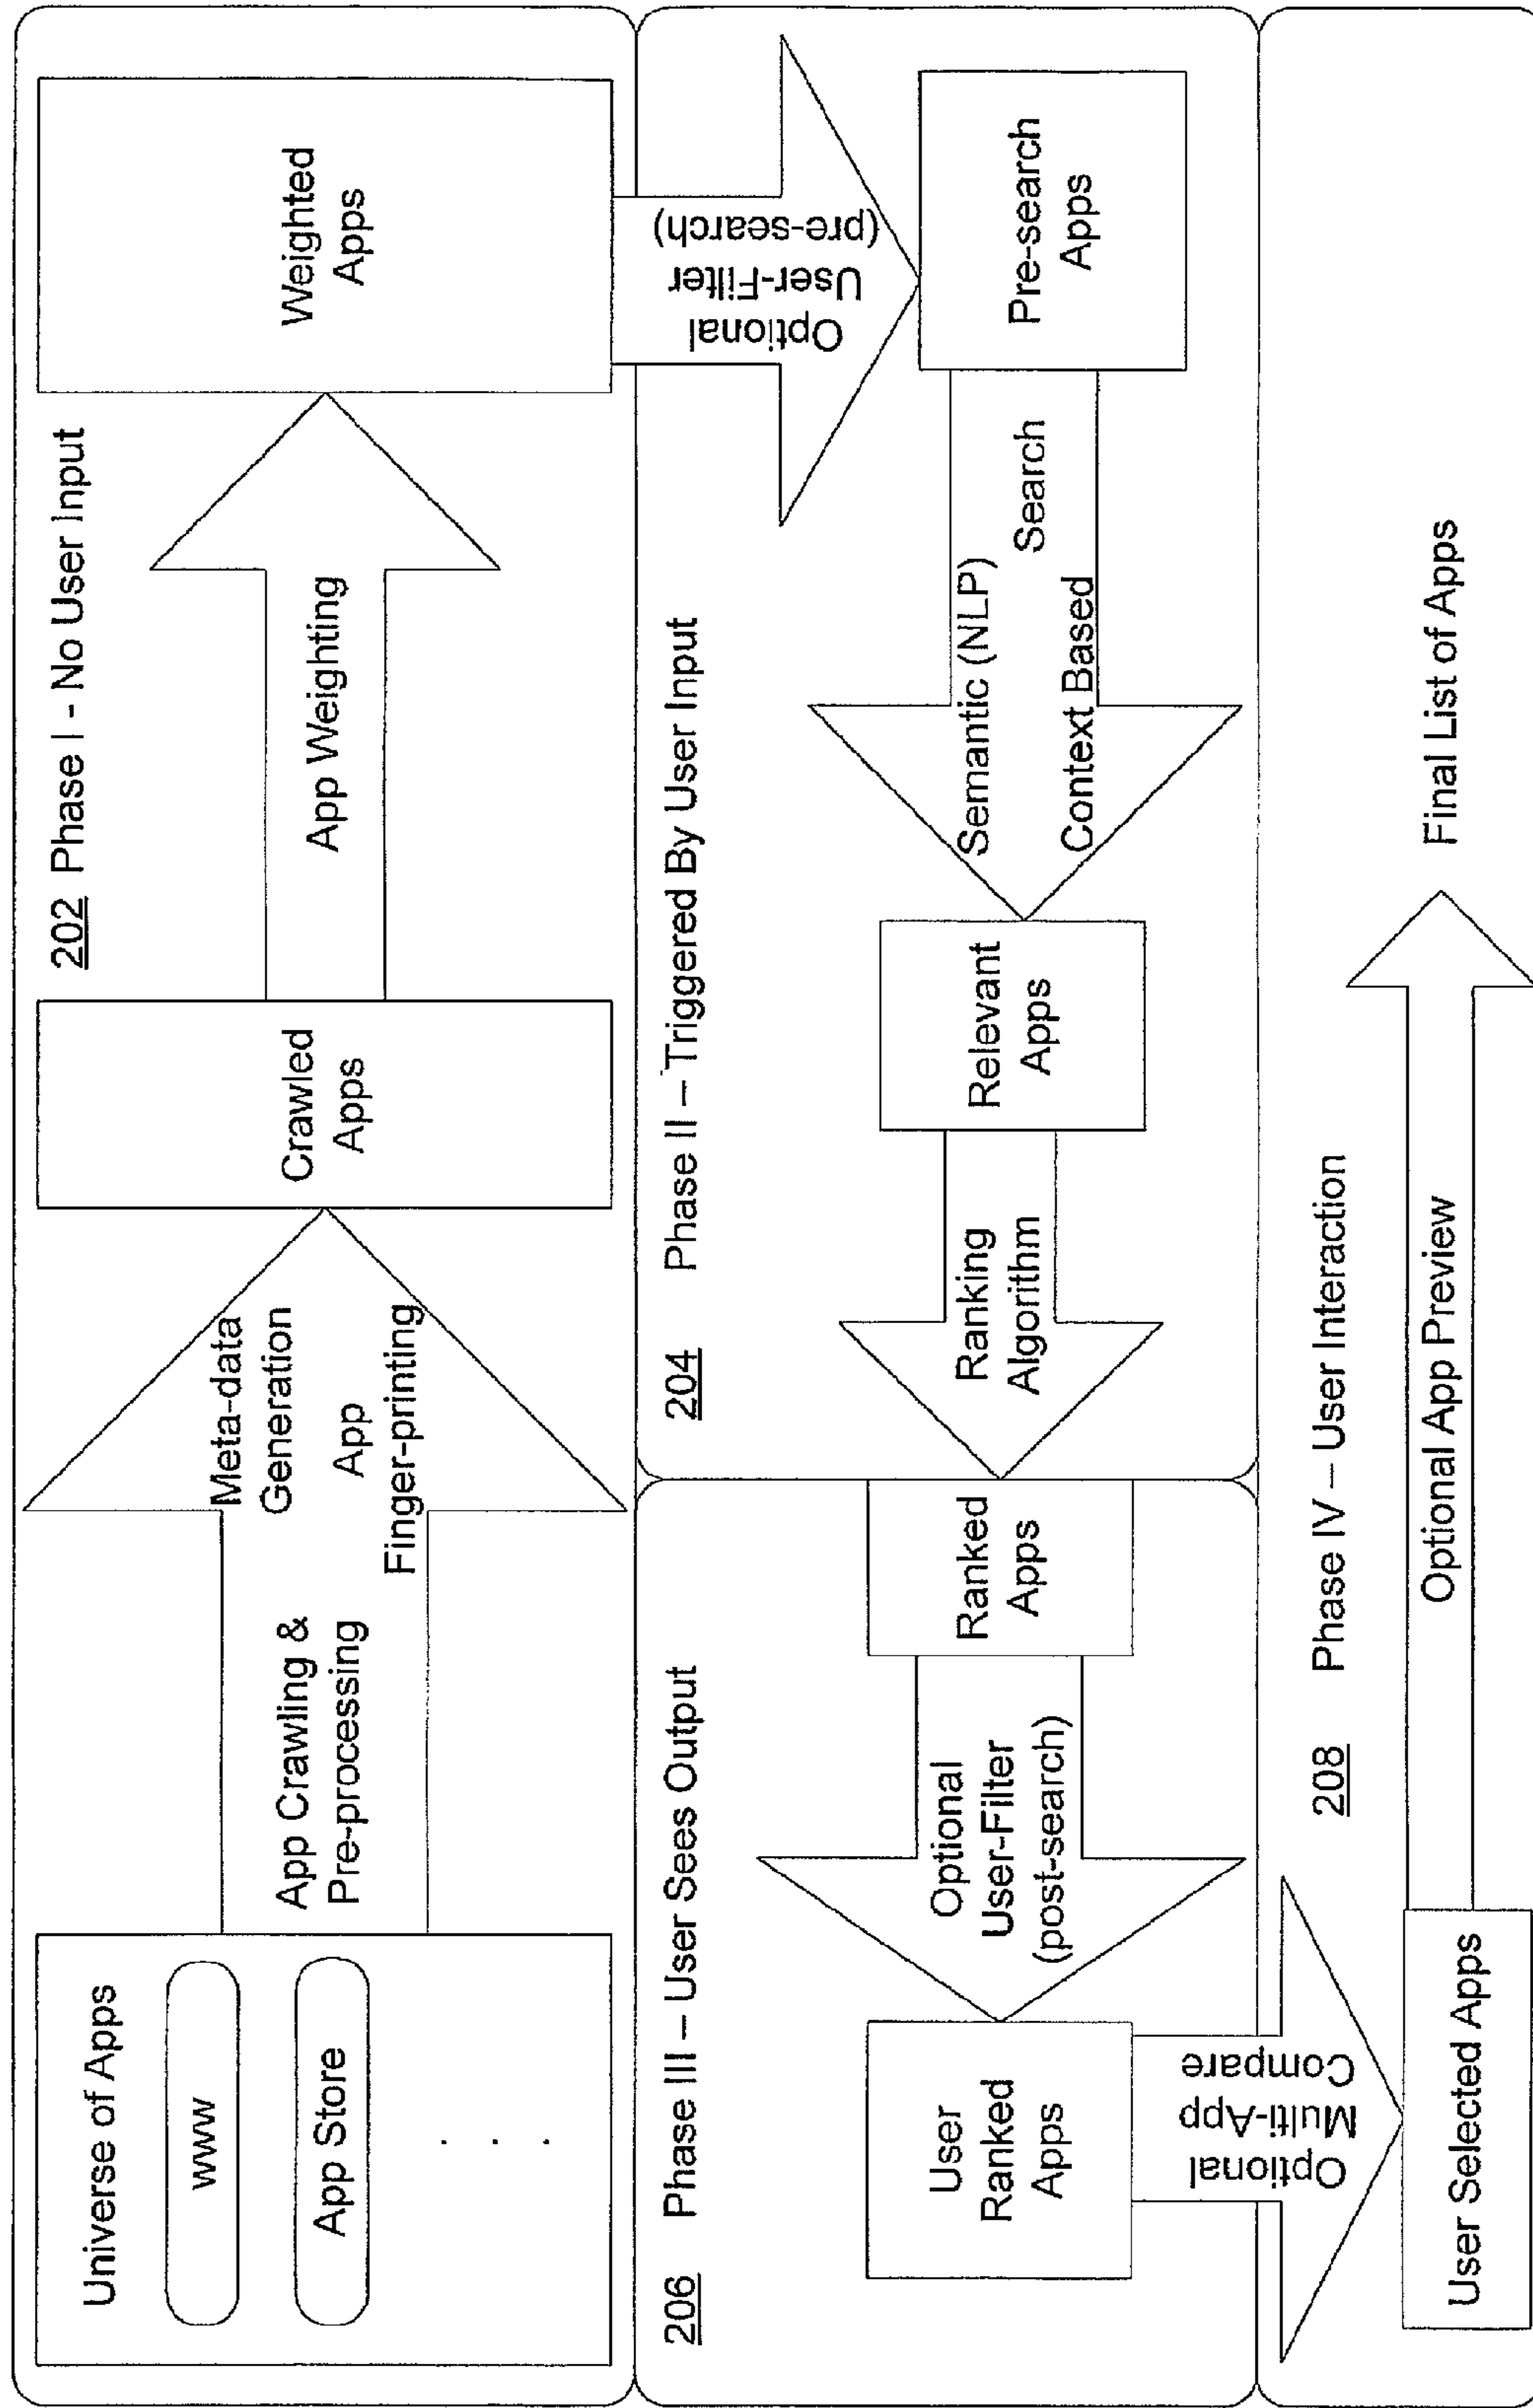 202 Phase I - No User Input
Universe of Apps
www
App Store
. . .
App Crawling &
Pre-processing
Meta-data
Generation
App
Finger-printing
Crawled
Apps
App Weighting
Weighted
Apps
Optional
User-Filter
(pre-search)
204 Phase II – Triggered By User Input
Pre-search
Apps
Semantic (NLP)
Search
Context Based
Relevant
Apps
Ranking
Algorithm
206 Phase III – User Sees Output
Ranked
Apps
Optional
User-Filter
(post-search)
User
Ranked
Apps
Optional
Multi-App
Compare
208 Phase IV – User Interaction
User Selected Apps
Optional App Preview
Final List of Apps